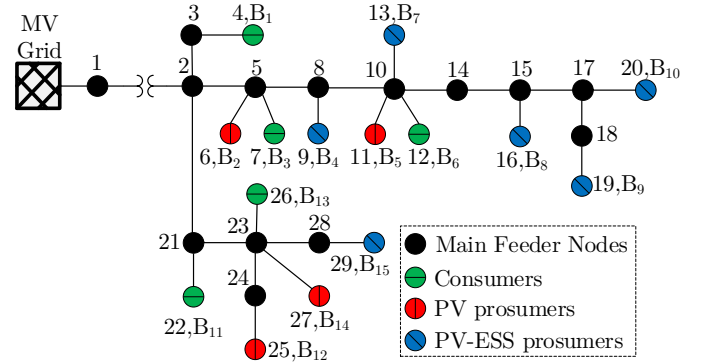 MV
Grid
1
2
3
4,B1
5
6,B2
7,B3
8
9,B4
10
13,B7
11,B5
12,B6
14
15
16,B8
17
20,B10
18
19,B9
21
22,B11
23
26,B13
28
29,B15
24
25,B12
27,B14
Main Feeder Nodes
Consumers
PV prosumers
PV-ESS prosumers